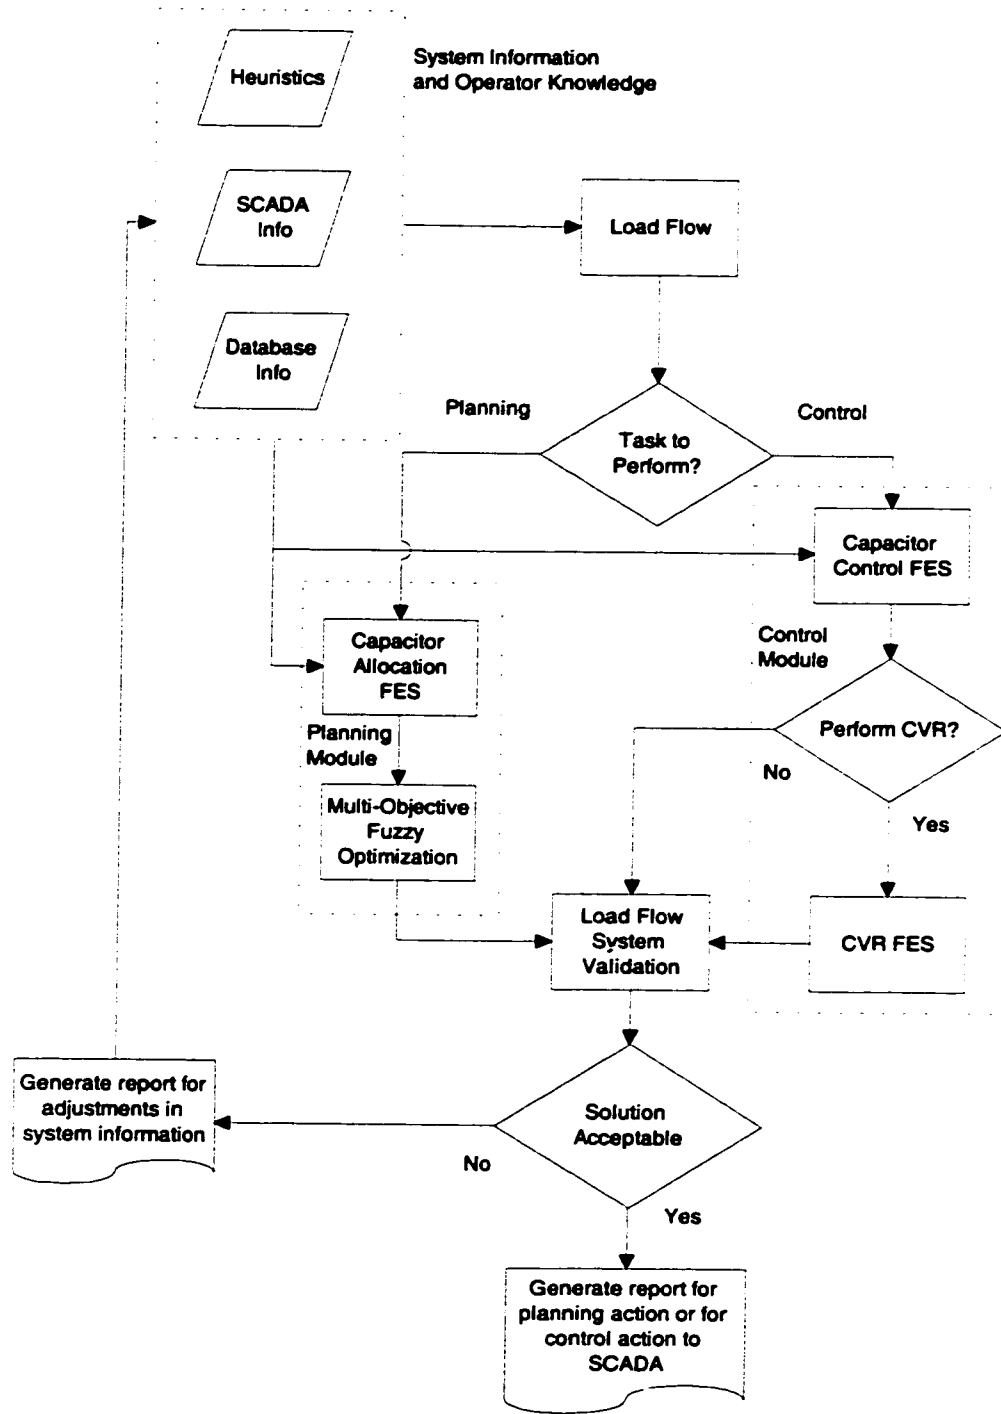 Heuristics
System Information
and Operator Knowledge
SCADA
Info
Load Flow
Database
Info
Planning
Control
Task to
Perform?
Capacitor
Control FES
Capacitor
Allocation
FES
Control
Module
Planning
Module
Perform CVR?
No
Yes
Multi-Objective
Fuzzy
Optimization
Load Flow
System
Validation
CVR FES
Generate report for
adjustments in
system information
Solution
Acceptable
No
Yes
Generate report for
planning action or for
control action to
SCADA